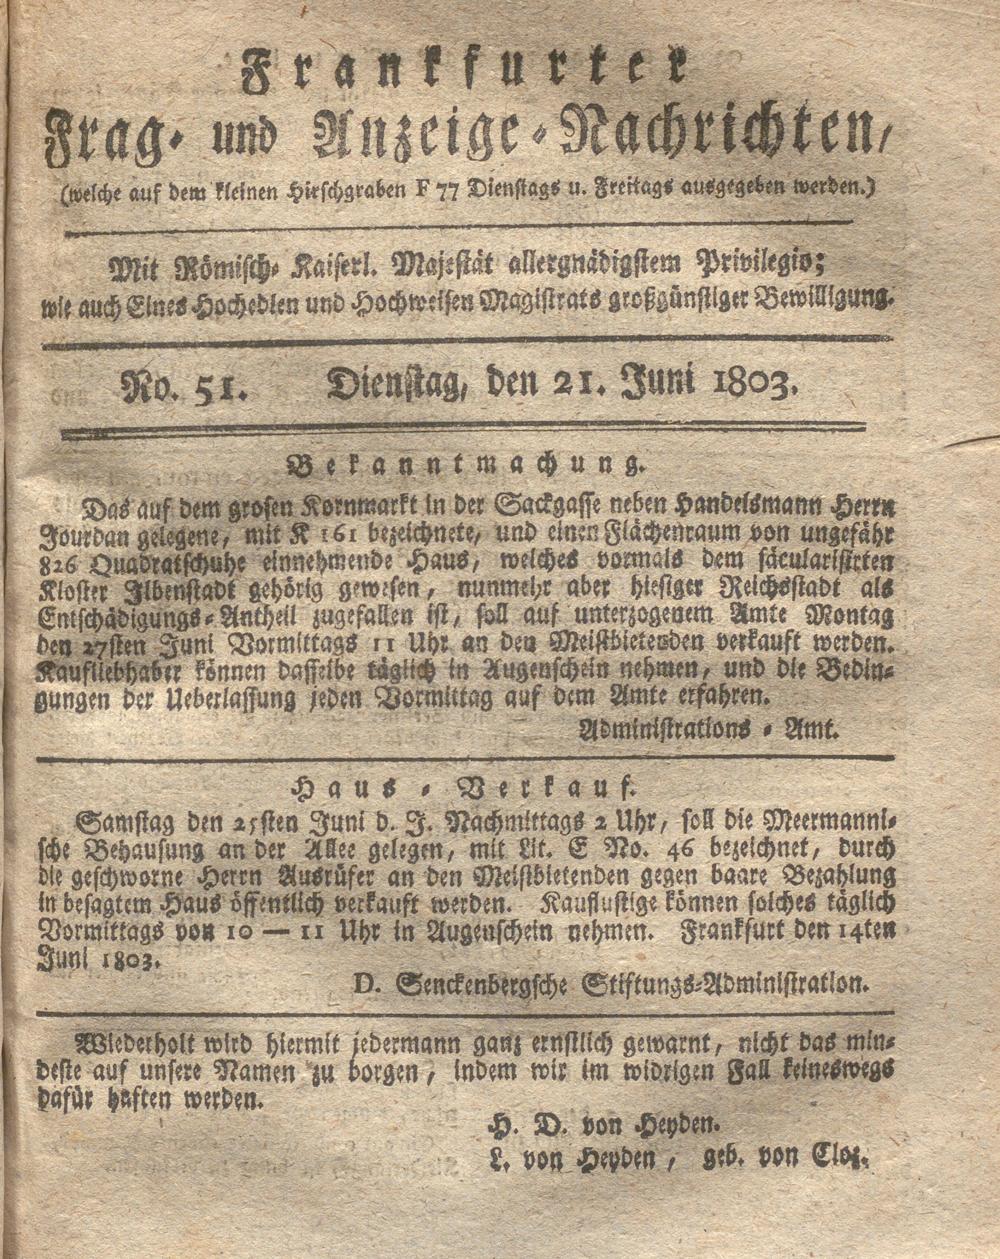 Frankfurter
Frag- und Anzeige-Nachrichten,
(welche auf dem kleinen Hirschgraben F 77 Dienstags u. Freitags ausgegeben werden.)
Mit Römisch-Kaiserl. Majestät allergnädigstem Privilegio;
wie auch Eines Hochedlen und Hochweisen Magistrats großgünstiger Bewilligung.
No. 51. Dienstag, den 21. Juni 1803.
Bekanntmachung.
Das auf dem grosen Kornmarkt in der Sackgasse neben Handelsmann Herrn
Jourdan gelegene, mit K 161 bezeichnete, und einen Flächenraum von ungefähr
826 Quadratschuhe einnehmende Haus, welches vormals dem säcularisirten
Kloster Ilbenstadt gehörig gewesen, nunmehr aber hiesiger Reichsstadt als
Entschädigungs-Antheil zugefallen ist, soll auf unterzogenem Amte Montag
den 27sten Juni Vormittags 11 Uhr an den Meistbietenden verkauft werden.
Kaufliebhaber können dasselbe täglich in Augenschein nehmen, und die Bedin-
gungen der Ueberlassung jeden Vormittag auf dem Amte erfahren.
Administrations-Amt.
Haus-Verkauf.
Samstag den 25sten Juni d. J. Nachmittags 2 Uhr, soll die Meermanni-
sche Behausung an der Allee gelegen, mit Lit. E No. 46 bezeichnet, durch
die geschworne Herrn Ausrüfer an den Meistbietenden gegen baare Bezahlung
in besagtem Haus öffentlich verkauft werden. Kauflustige können solches täglich
Vormittags von 10 — 11 Uhr in Augenschein nehmen. Frankfurt den 14ten
Juni 1803.
D. Senckenbergsche Stiftungs-Administration.
Wiederholt wird hiermit jedermann ganz ernstlich gewarnt, nicht das min-
deste auf unsere Namen zu borgen, indem wir im widrigen Fall keineswegs
dafür haften werden.
H. D. von Heyden.
L. von Heyden, geb. von Cloz.